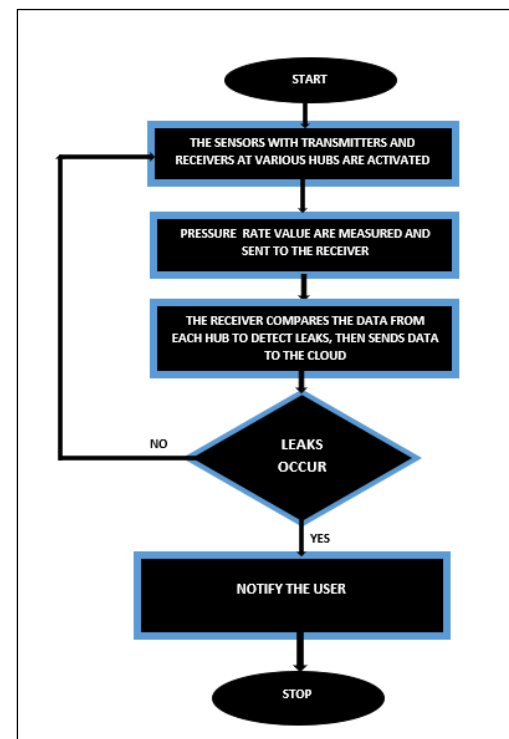 START
THE SENSORS WITH TRANSMITTERS AND
RECEIVERS AT VARIOUS HUBS ARE ACTIVATED
PRESSURE RATE VALUE ARE MEASURED AND
SENT TO THE RECEIVER
THE RECEIVER COMPARES THE DATA FROM
EACH HUB TO DETECT LEAKS, THEN SENDS DATA
TO THE CLOUD
NO
LEAKS
OCCUR
YES
NOTIFY THE USER
STOP